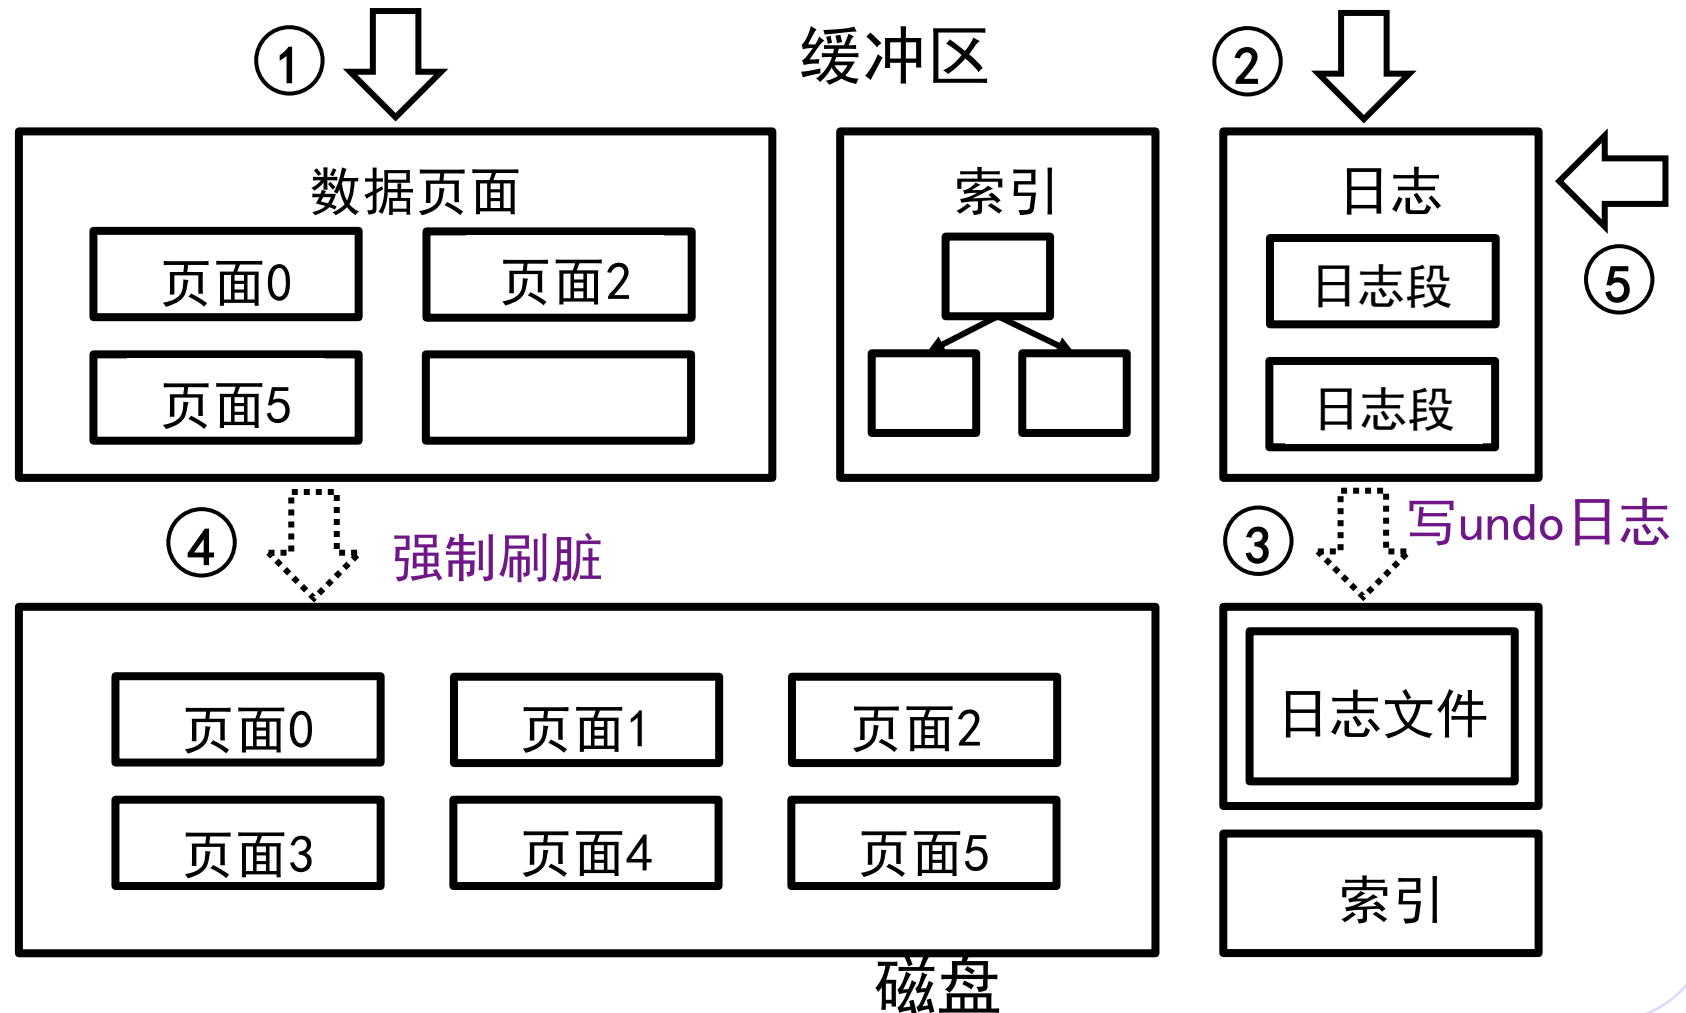 ①
缓冲区
②
数据页面
索引
日志
页面0
页面2
日志段
⑤
页面5
日志段
④
强制刷脏
③
写undo日志
页面0
页面1
页面2
日志文件
页面3
页面4
页面5
索引
磁盘